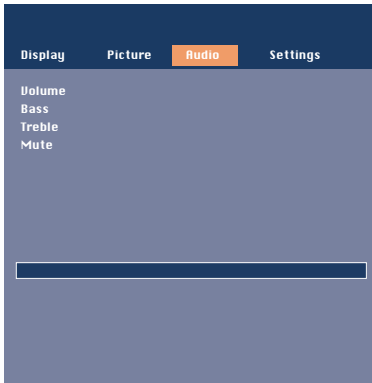 Display Picture Audio Settings
Volume
Bass
Treble
Mute